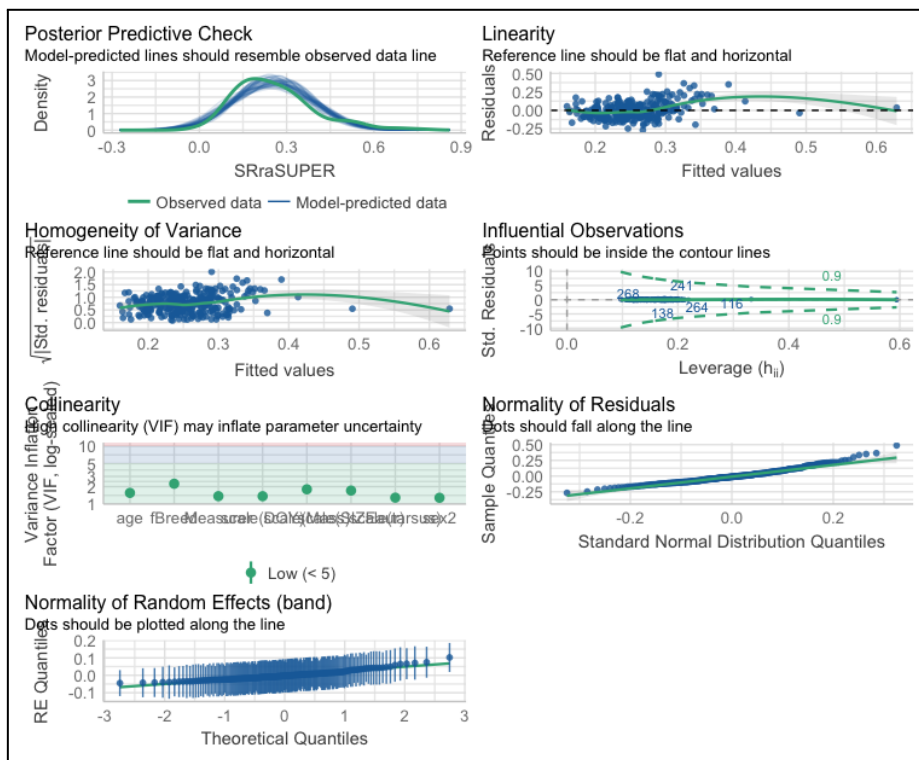 Posterior Predictive Check
Model-predicted lines should resemble observed data line
Density
3
2
1
0
-0.3 0.0 0.3 0.6 0.9
SRraSUPER
Observed data Model-predicted data
Linearity
Reference line should be flat and horizontal
Residuals
0.50
0.25
0.00
-0.25
0.2 0.3 0.4 0.5 0.6
Fitted values
Homogeneity of Variance
Reference line should be flat and horizontal
√|Std. residuals|
2.0
1.5
1.0
0.5
0.0
0.2 0.3 0.4 0.5 0.6
Fitted values
Influential Observations
Points should be inside the contour lines
Std. Residuals
10
5
0
-5
-10
0.9
241
268
116
264
138
0.9
0.0 0.2 0.4 0.6
Leverage (hii)
Collinearity
High collinearity (VIF) may inflate parameter uncertainty
Variance Inflation
Factor (VIF, log-scaled)
10
5
3
2
1
age fBreed sex2
Low (< 5)
Normality of Residuals
Dots should fall along the line
Sample Quantiles
0.50
0.25
0.00
-0.25
-0.2 0.0 0.2
Standard Normal Distribution Quantiles
Normality of Random Effects (band)
Dots should be plotted along the line
RE Quantiles
0.2
0.1
0.0
-0.1
-3 -2 -1 0 1 2 3
Theoretical Quantiles